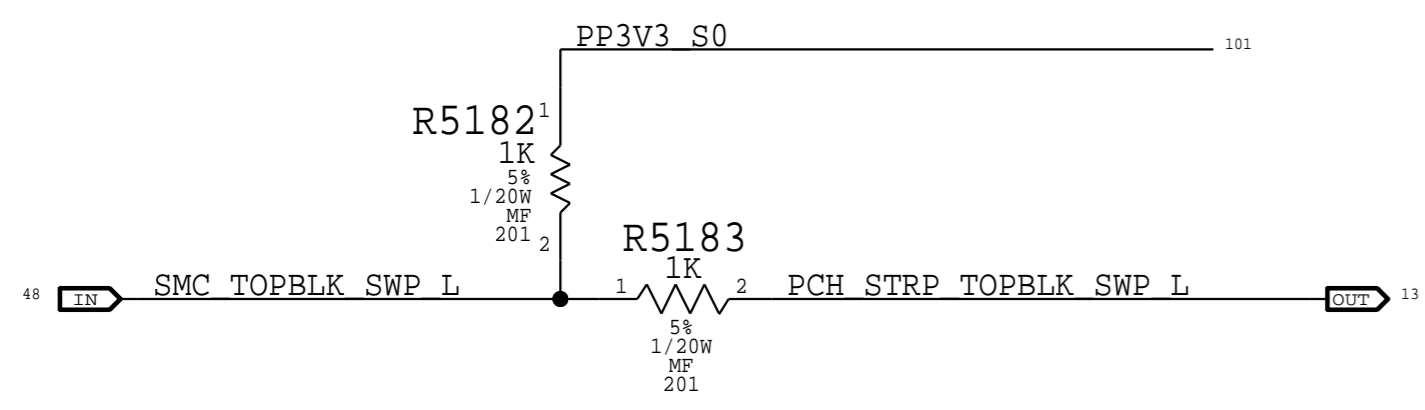 PP3V3_S0
101
R5182
1
1K
5%
1/20W
MF
201
2
R5183
1K
48
IN
SMC_TOPBLK_SWP_L
1
2
PCH_STRP_TOPBLK_SWP_L
OUT
13
5%
1/20W
MF
201